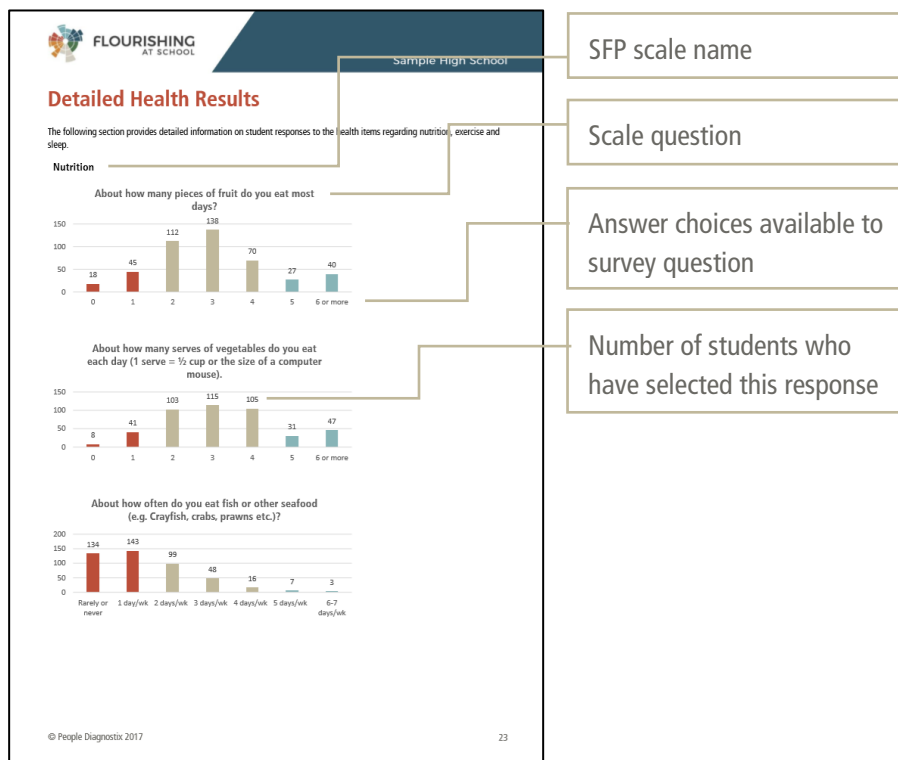 FLOURISHING
AT SCHOOL
Sample High School
Detailed Health Results
The following section provides detailed information on student responses to the health items regarding nutrition, exercise and
sleep.
Nutrition
About how many pieces of fruit do you eat most
days?
150
100
50
0
18
45
112
138
70
27
40
0 1 2 3 4 5 6 or more
About how many serves of vegetables do you eat
each day (1 serve = ½ cup or the size of a computer
mouse).
150
100
50
0
8
41
103
115
105
31
47
0 1 2 3 4 5 6 or more
About how often do you eat fish or other seafood
(e.g. Crayfish, crabs, prawns etc.)?
200
150
100
50
0
134
143
99
48
16
7
3
Rarely or never
1 day/wk
2 days/wk
3 days/wk
4 days/wk
5 days/wk
6-7 days/wk
© People Diagnostix 2017
23
SFP scale name
Scale question
Answer choices available to
survey question
Number of students who
have selected this response